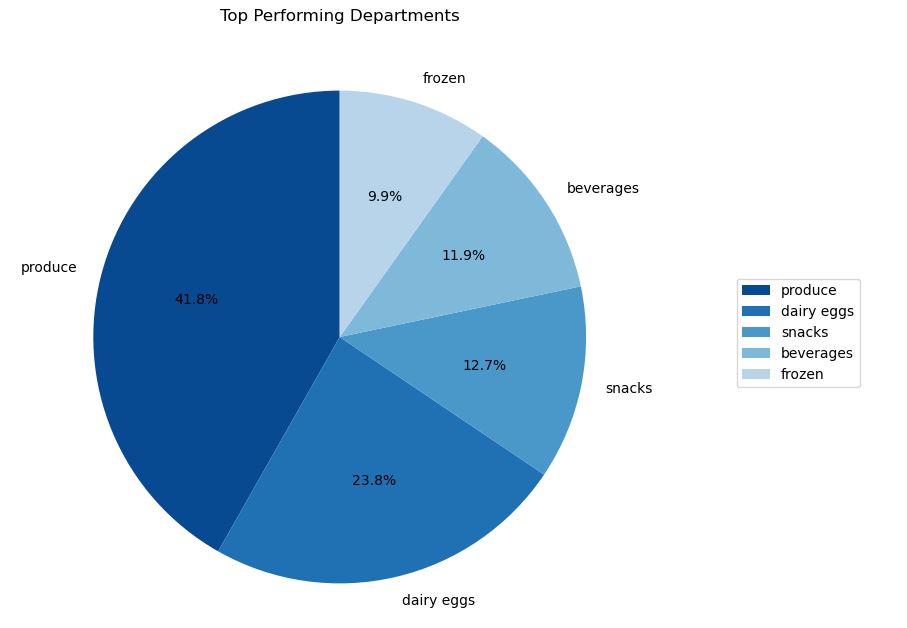 Top Performing Departments
frozen
beverages
9.9%
11.9%
produce
41.8%
12.7%
snacks
23.8%
dairy eggs
produce
dairy eggs
snacks
beverages
frozen